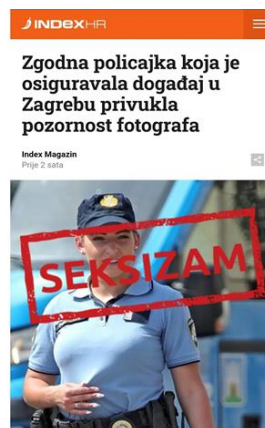 INDEXHR
Zgodna policajka koja je
osiguravala događaj u
Zagrebu privukla
pozornost fotografa
Index Magazin
Prije 2 sata
SEKSIZAM